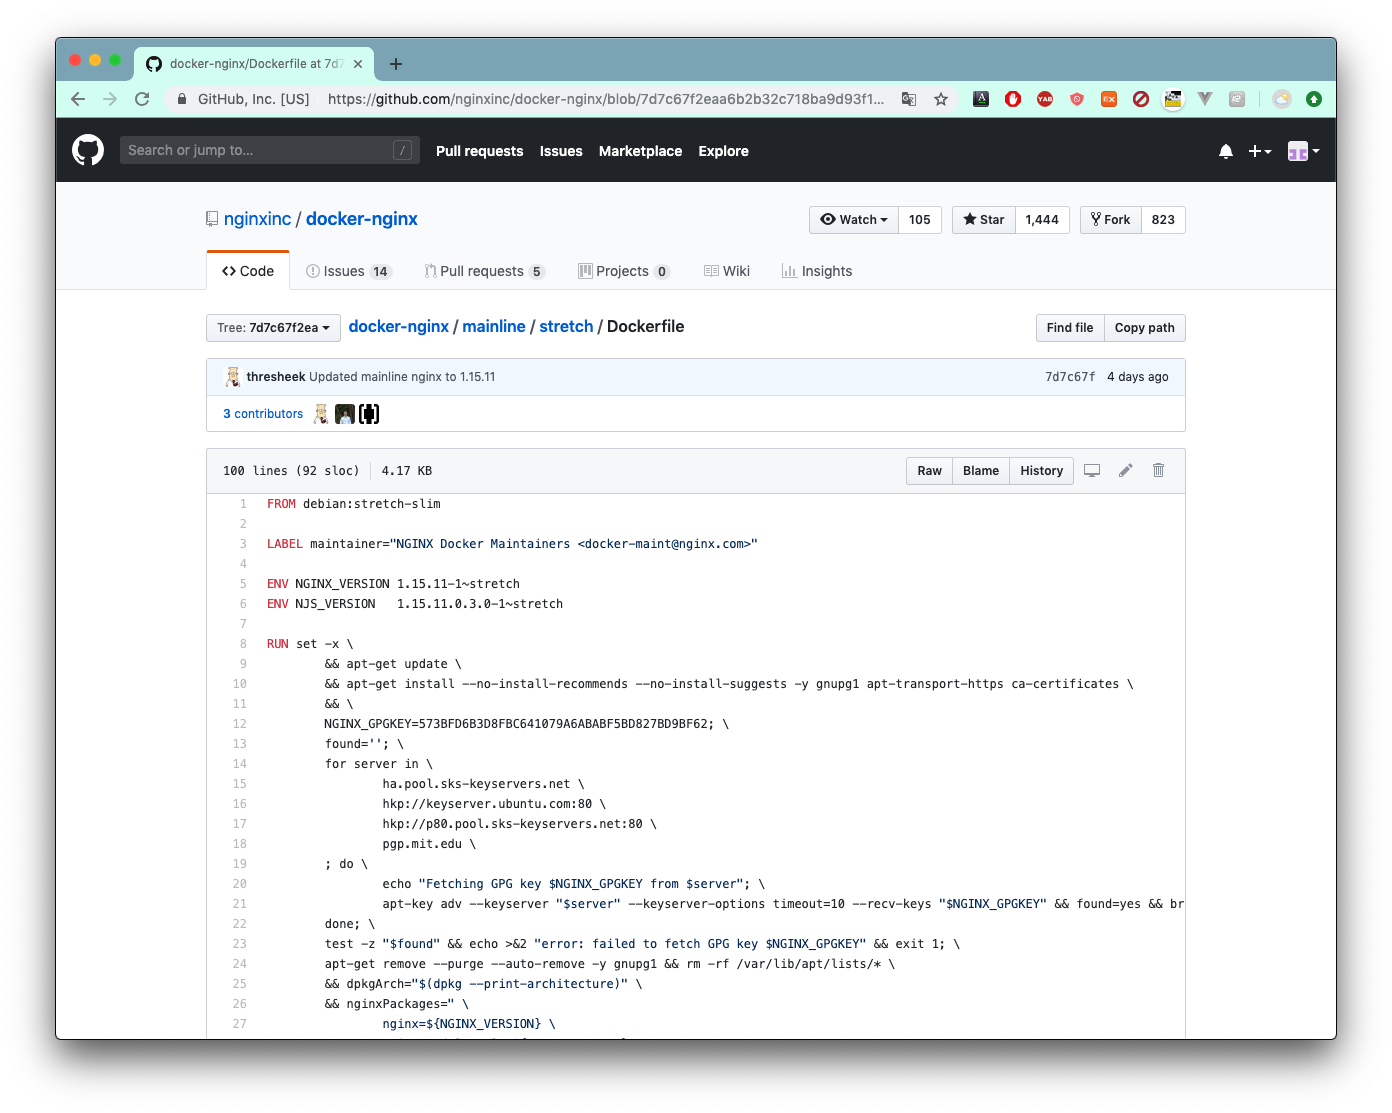 docker-nginx/Dockerfile at 7d7
GitHub, Inc. [US] https://github.com/nginxinc/docker-nginx/blob/7d7c67f2eaa6b2b32c718ba9d93f1...
Search or jump to... /
Pull requests Issues Marketplace Explore
nginxinc / docker-nginx
Watch 105 Star 1,444 Fork 823
Code Issues 14 Pull requests 5 Projects 0 Wiki Insights
Tree: 7d7c67f2ea docker-nginx / mainline / stretch / Dockerfile Find file Copy path
thresheek Updated mainline nginx to 1.15.11 7d7c67f 4 days ago
3 contributors
100 lines (92 sloc) 4.17 KB Raw Blame History
1 FROM debian:stretch-slim
2
3 LABEL maintainer="NGINX Docker Maintainers <docker-maint@nginx.com>"
4
5 ENV NGINX_VERSION 1.15.11-1~stretch
6 ENV NJS_VERSION   1.15.11.0.3.0-1~stretch
7
8 RUN set -x \
9 && apt-get update \
10 && apt-get install --no-install-recommends --no-install-suggests -y gnupg1 apt-transport-https ca-certificates \
11 && \
12 NGINX_GPGKEY=573BFD6B3D8FBC641079A6ABABF5BD827BD9BF62; \
13 found=''; \
14 for server in \
15 ha.pool.sks-keyservers.net \
16 hkp://keyserver.ubuntu.com:80 \
17 hkp://p80.pool.sks-keyservers.net:80 \
18 pgp.mit.edu \
19 ; do \
20 echo "Fetching GPG key $NGINX_GPGKEY from $server"; \
21 apt-key adv --keyserver "$server" --keyserver-options timeout=10 --recv-keys "$NGINX_GPGKEY" && found=yes && br
22 done; \
23 test -z "$found" && echo >&2 "error: failed to fetch GPG key $NGINX_GPGKEY" && exit 1; \
24 apt-get remove --purge --auto-remove -y gnupg1 && rm -rf /var/lib/apt/lists/* \
25 && dpkgArch="$(dpkg --print-architecture)" \
26 && nginxPackages=" \
27 nginx=${NGINX_VERSION} \